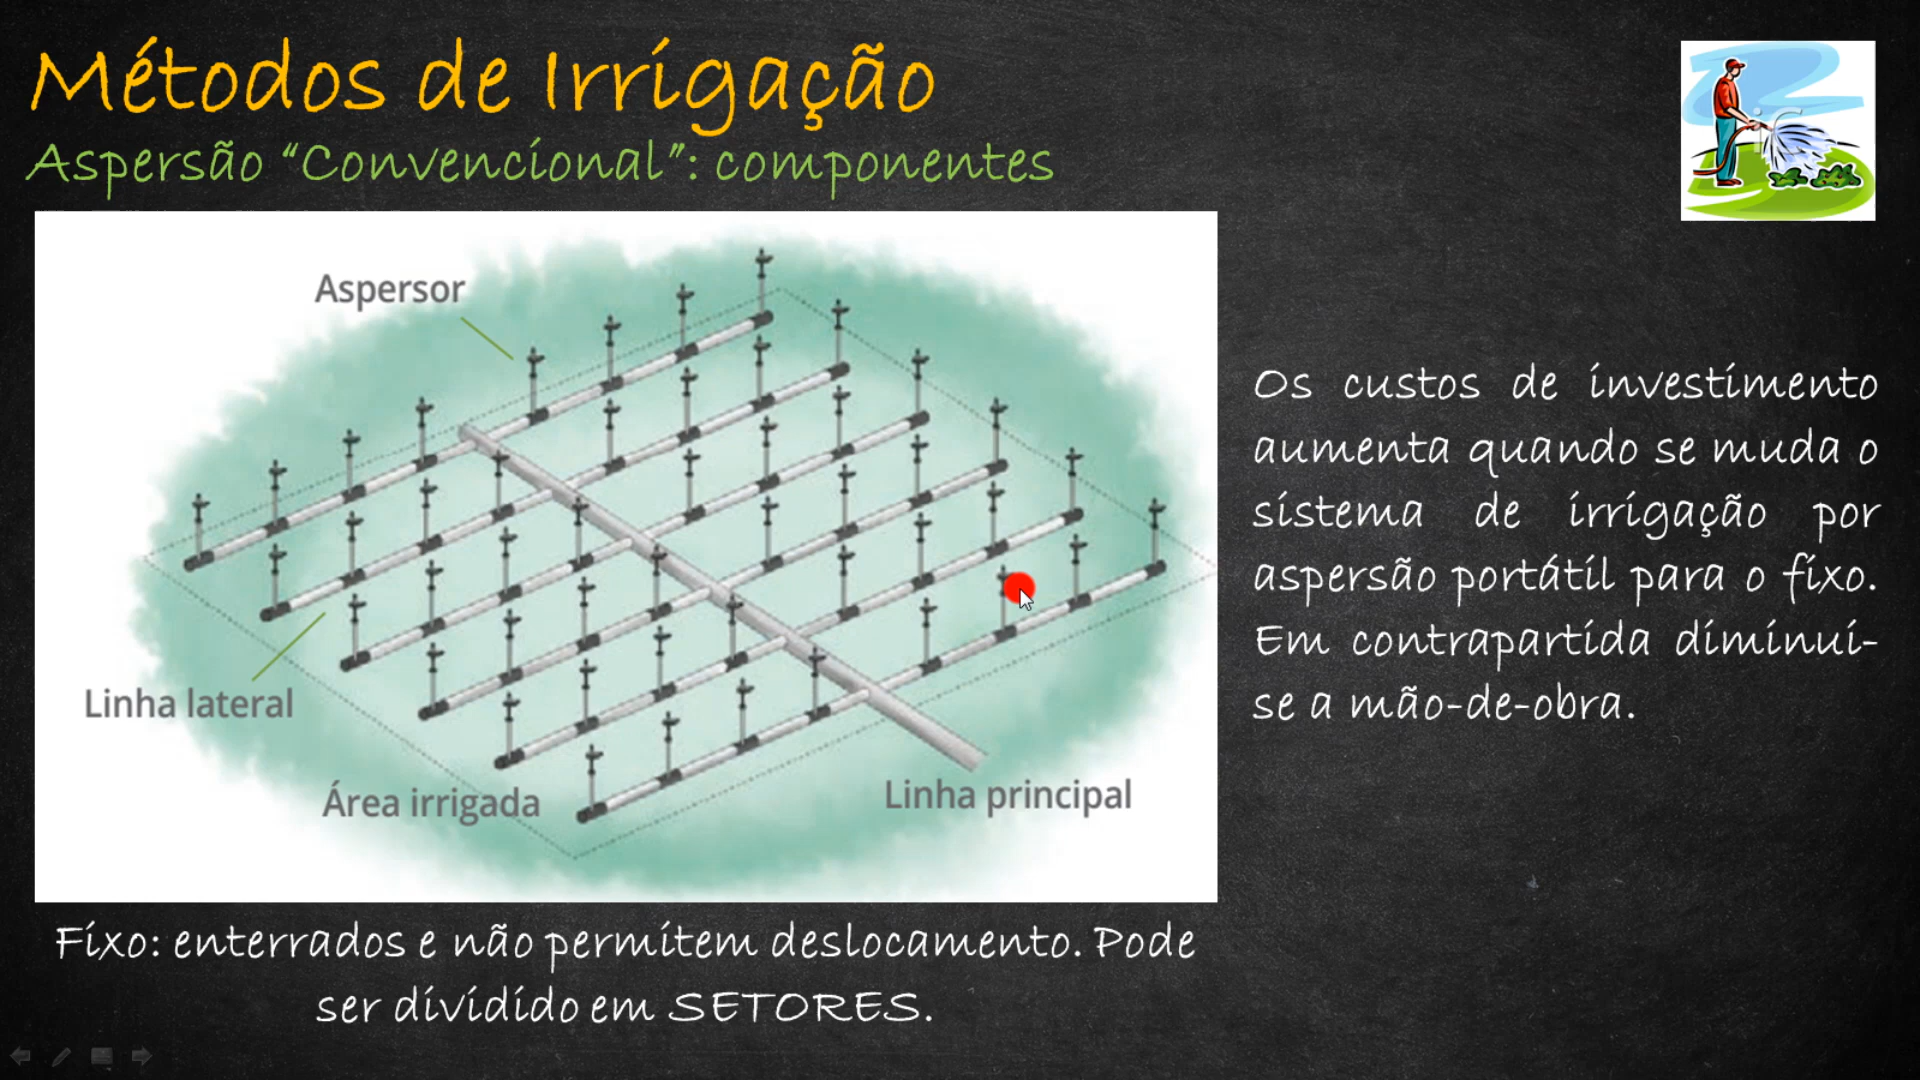 Métodos de Irrigação
Aspersão “Convencional”: componentes
Aspersor
Linha lateral
Área irrigada
Linha principal
Os custos de investimento
aumenta quando se muda o
sistema de irrigação por
aspersão portátil para o fixo.
Em contrapartida diminui-
se a mão-de-obra.
Fixo: enterrados e não permitem deslocamento. Pode
ser dividido em SETORES.